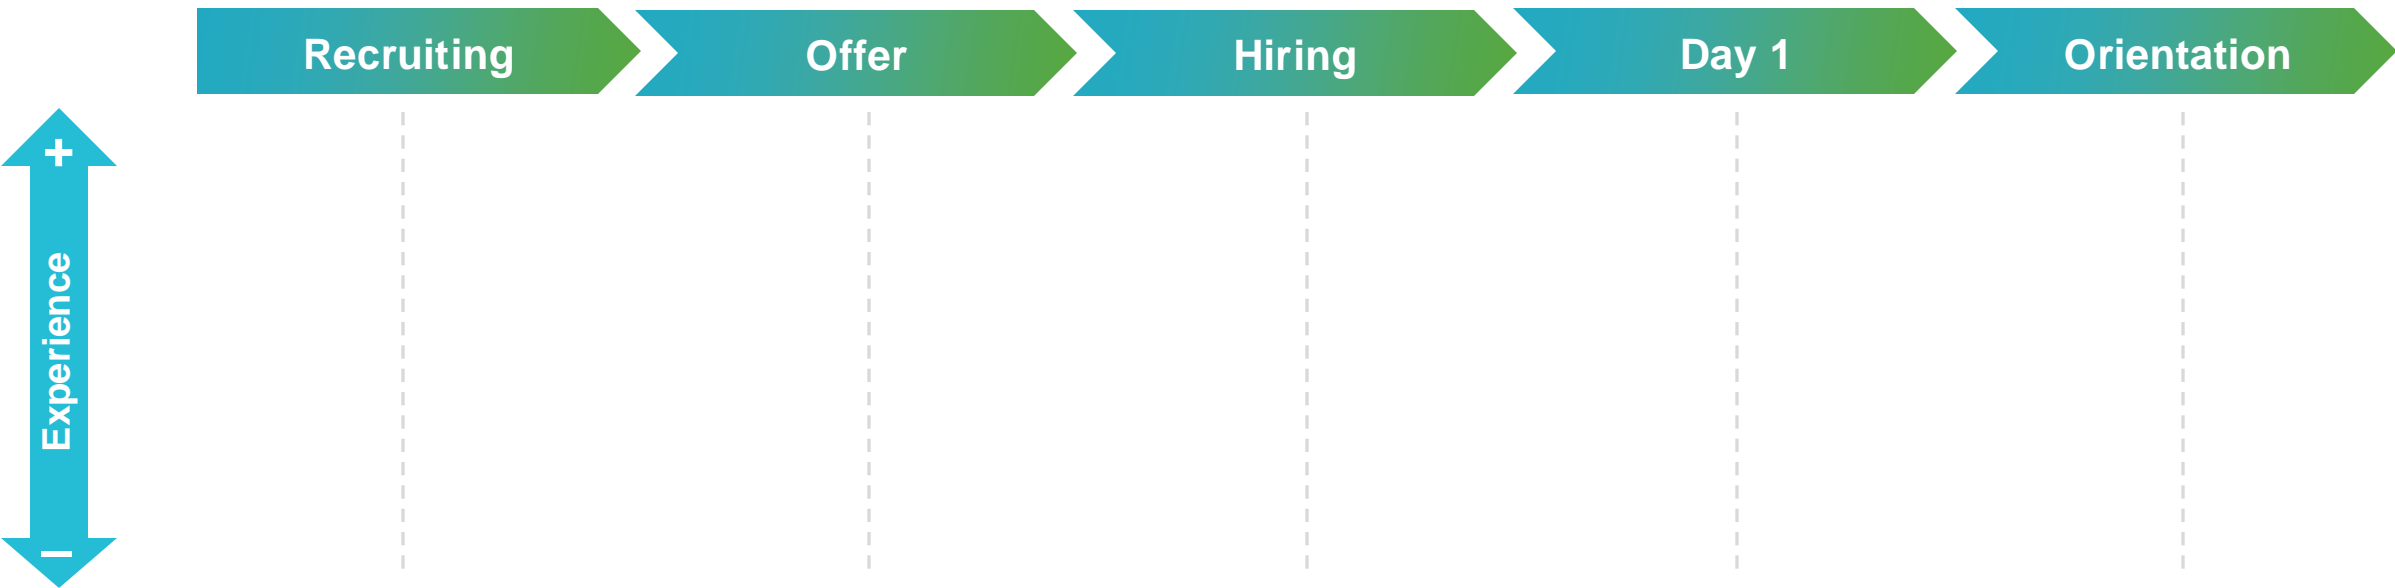 Recruiting
Offer
Hiring
Day 1
Orientation
+
Experience
–